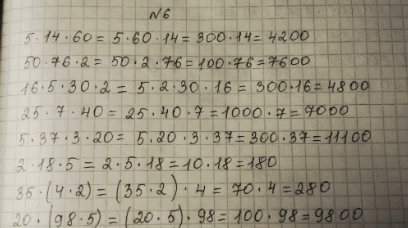 №6
5·14·60 = 5·60·14 = 300·14 = 4200
50·76·2 = 50·2·76 = 100·76 = 7600
16·5·30·2 = 5·2·30·16 = 300·16 = 4800
25·7·40 = 25·40·7 = 1000·7 = 7000
5·37·3·20 = 5·20·3·37 = 300·37 = 11100
2·18·5 = 2·5·18 = 10·18 = 180
35·(4·2) = (35·2)·4 = 70·4 = 280
20·(98·5) = (20·5)·98 = 100·98 = 9800